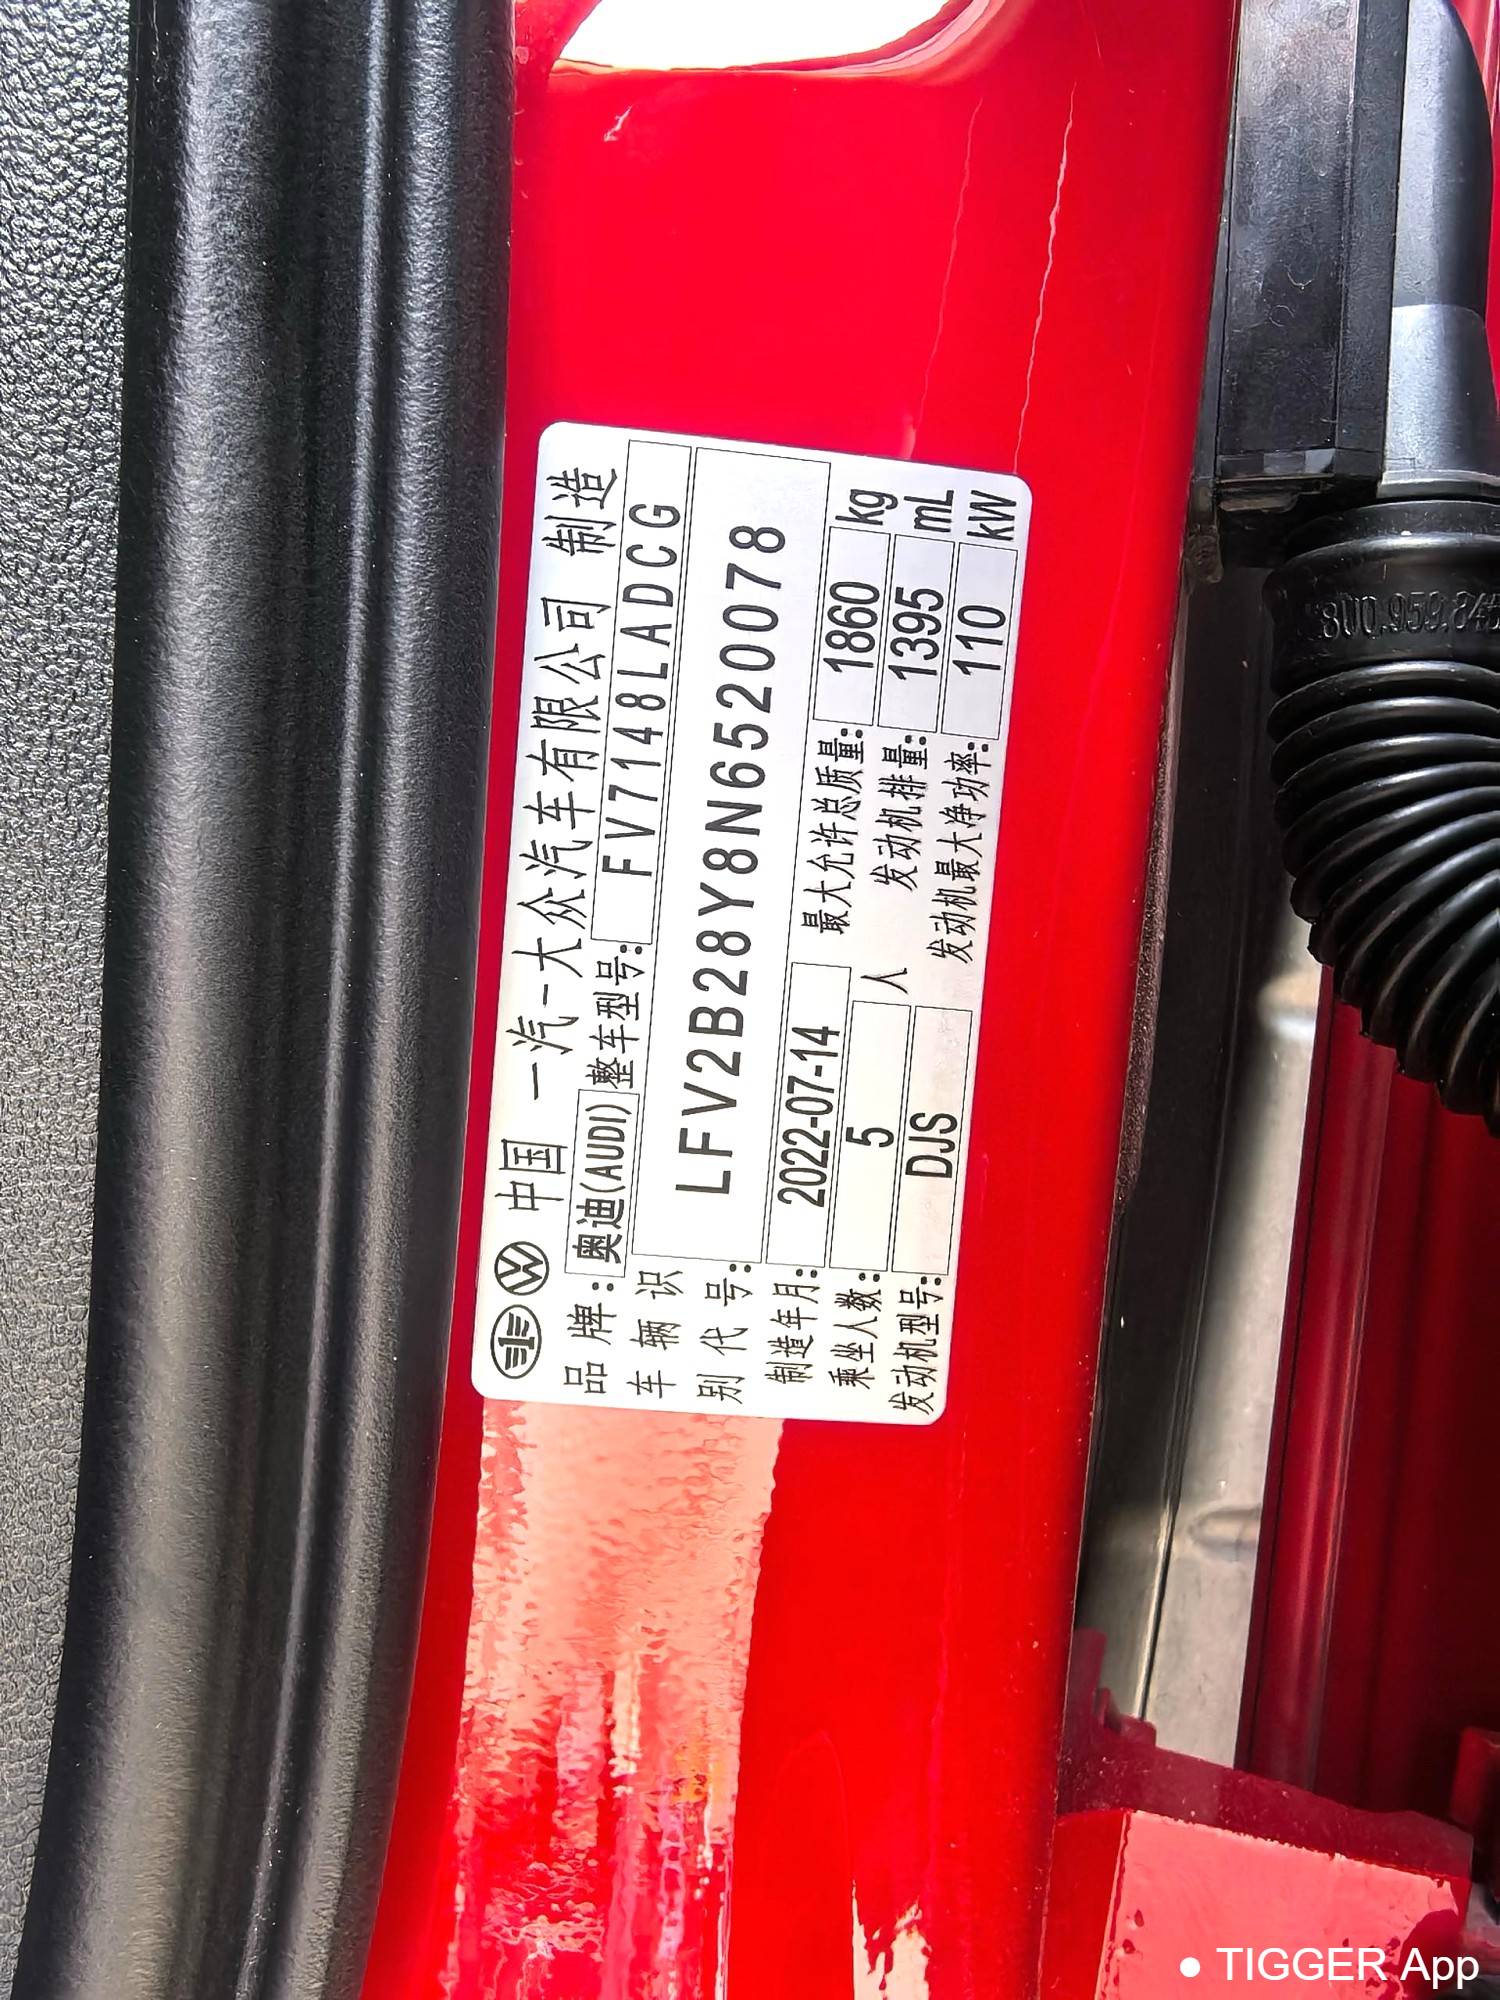 中国 一汽-大众汽车有限公司 制造
品牌: 奥迪(AUDI) 整车型号: FV7148LADCG
车辆识别代号: LFV2B28Y8N6520078
制造年月: 2022-07-14 最大允许总质量: 1860 kg
乘坐人数: 5 人 发动机排量: 1395 mL
发动机型号: DJS 发动机最大净功率: 110 kW
8U0.959.845
TIGGER App